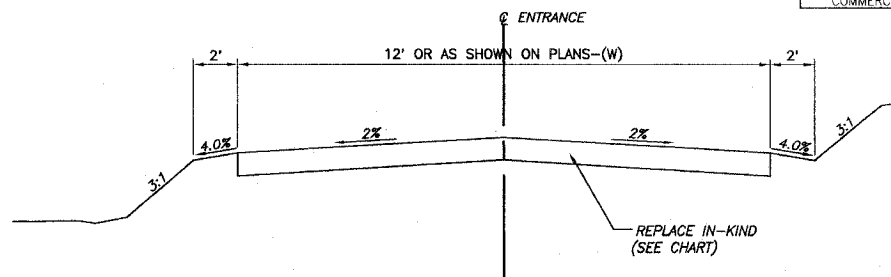 COMMERC
℄ ENTRANCE
2' 12' OR AS SHOWN ON PLANS-(W) 2'
4.0% 2% 2% 4.0%
3:1 3:1
REPLACE IN-KIND
(SEE CHART)